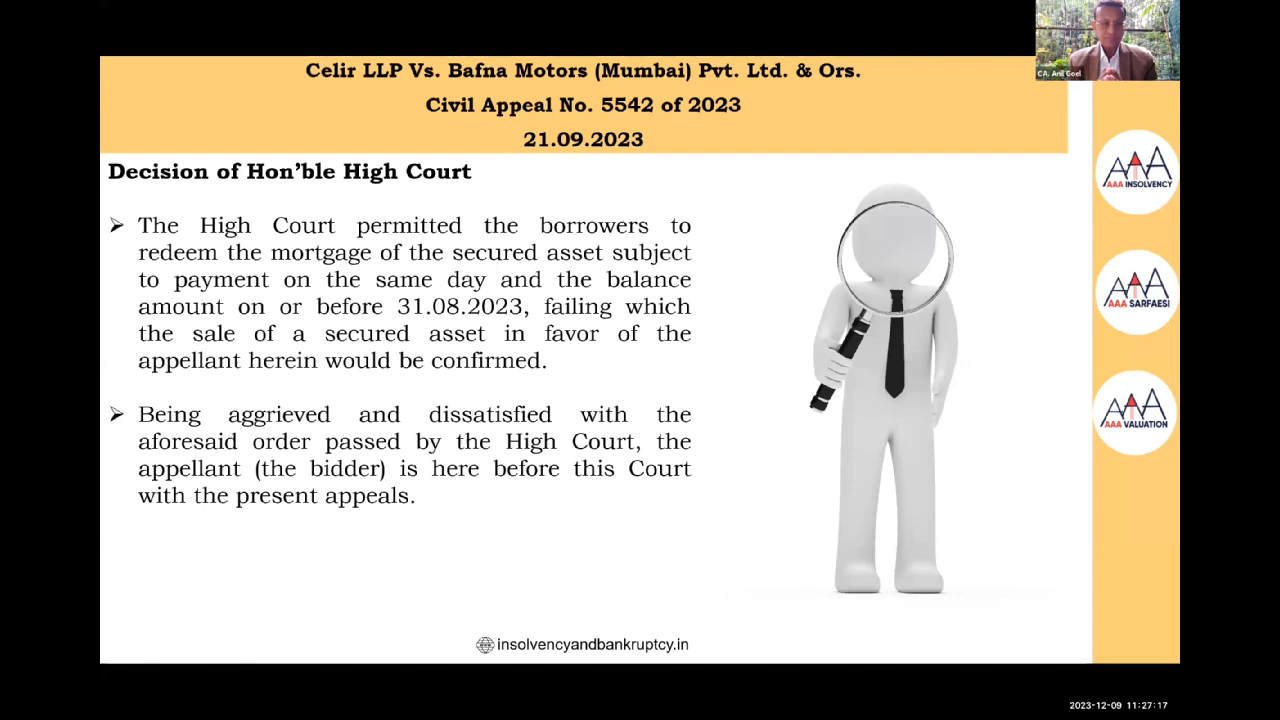 CA. Anil Goel
Celir LLP Vs. Bafna Motors (Mumbai) Pvt. Ltd. & Ors.
Civil Appeal No. 5542 of 2023
21.09.2023
Decision of Hon’ble High Court
➢ The High Court permitted the borrowers to
redeem the mortgage of the secured asset subject
to payment on the same day and the balance
amount on or before 31.08.2023, failing which
the sale of a secured asset in favor of the
appellant herein would be confirmed.
➢ Being aggrieved and dissatisfied with the
aforesaid order passed by the High Court, the
appellant (the bidder) is here before this Court
with the present appeals.
AAA INSOLVENCY
AAA SARFAESI
AAA VALUATION
insolvencyandbankruptcy.in
2023-12-09 11:27:17